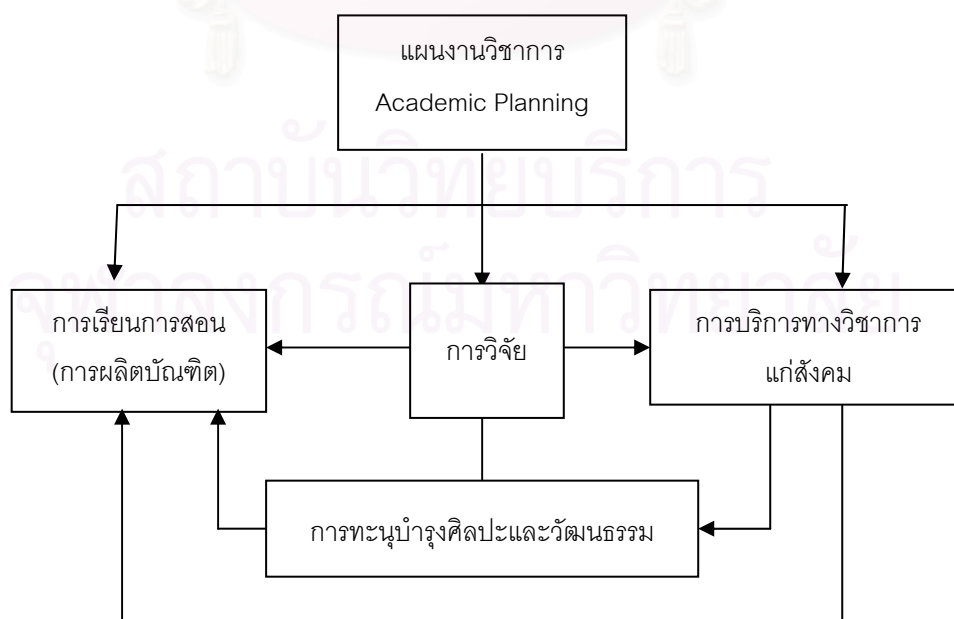 แผนงานวิชาการ
Academic Planning
สถาบันวิทยบริการ
จุฬาลงกรณ์มหาวิทยาลัย
การเรียนการสอน
(การผลิตบัณฑิต)
การวิจัย
การบริการทางวิชาการ
แก่สังคม
การทะนุบำรุงศิลปะและวัฒนธรรม